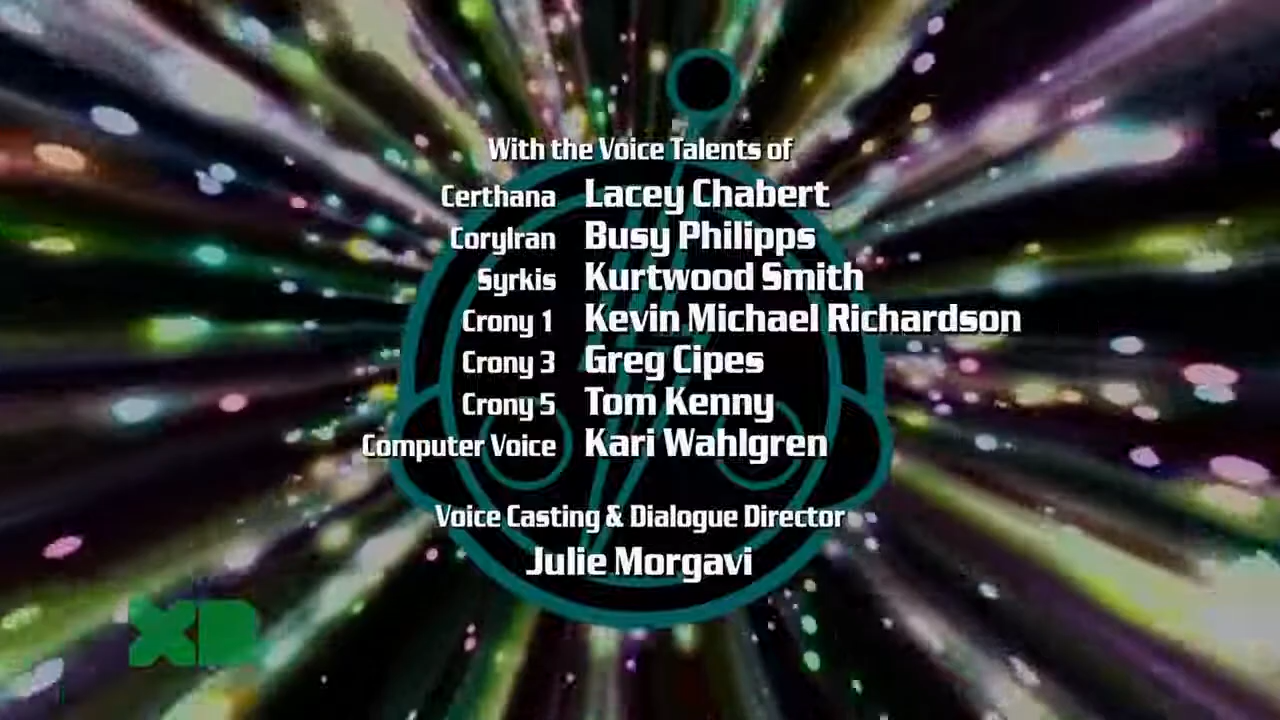 With the Voice Talents of
Certhana Lacey Chabert
Corylran Busy Philipps
Syrkis Kurtwood Smith
Crony 1 Kevin Michael Richardson
Crony 3 Greg Cipes
Crony 5 Tom Kenny
Computer Voice Kari Wahlgren
Voice Casting & Dialogue Director
Julie Morgavi
XD